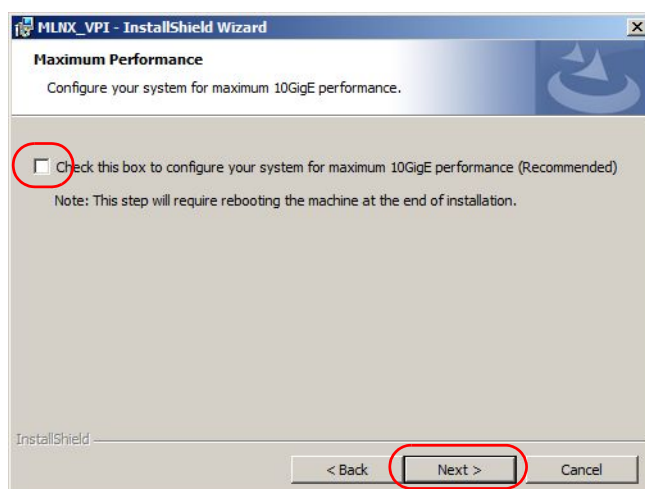 MLNX_VPI - InstallShield Wizard
Maximum Performance
Configure your system for maximum 10GigE performance.
Check this box to configure your system for maximum 10GigE performance (Recommended)
Note: This step will require rebooting the machine at the end of installation.
InstallShield
< Back Next > Cancel